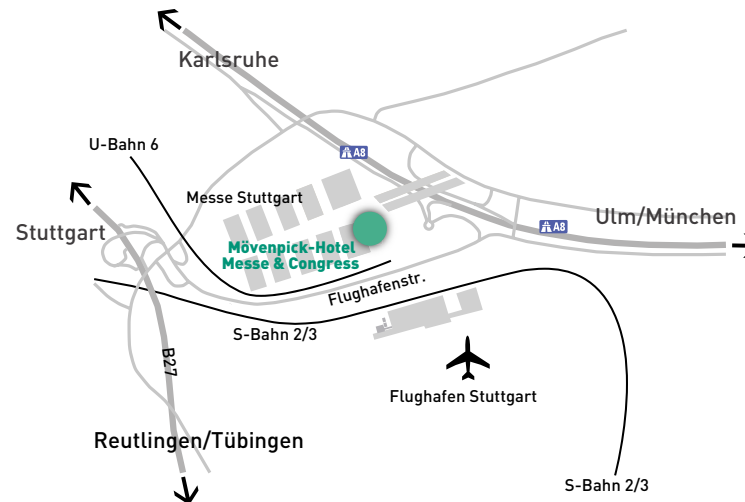 Karlsruhe
U-Bahn 6
A8
Messe Stuttgart
Stuttgart
Mövenpick-Hotel
Messe & Congress
A8
Ulm/München
Flughafenstr.
S-Bahn 2/3
B27
Flughafen Stuttgart
Reutlingen/Tübingen
S-Bahn 2/3